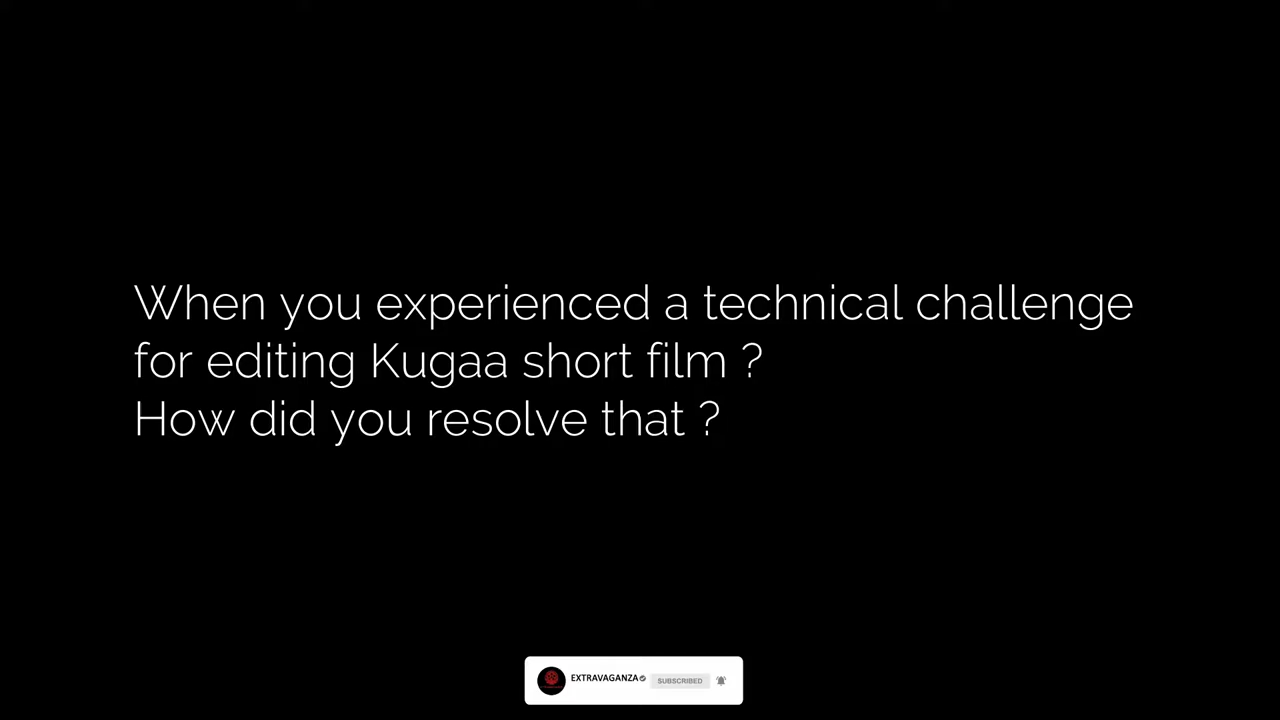 When you experienced a technical challenge
for editing Kugaa short film ?
How did you resolve that ?
EXTRAVAGANZA SUBSCRIBED